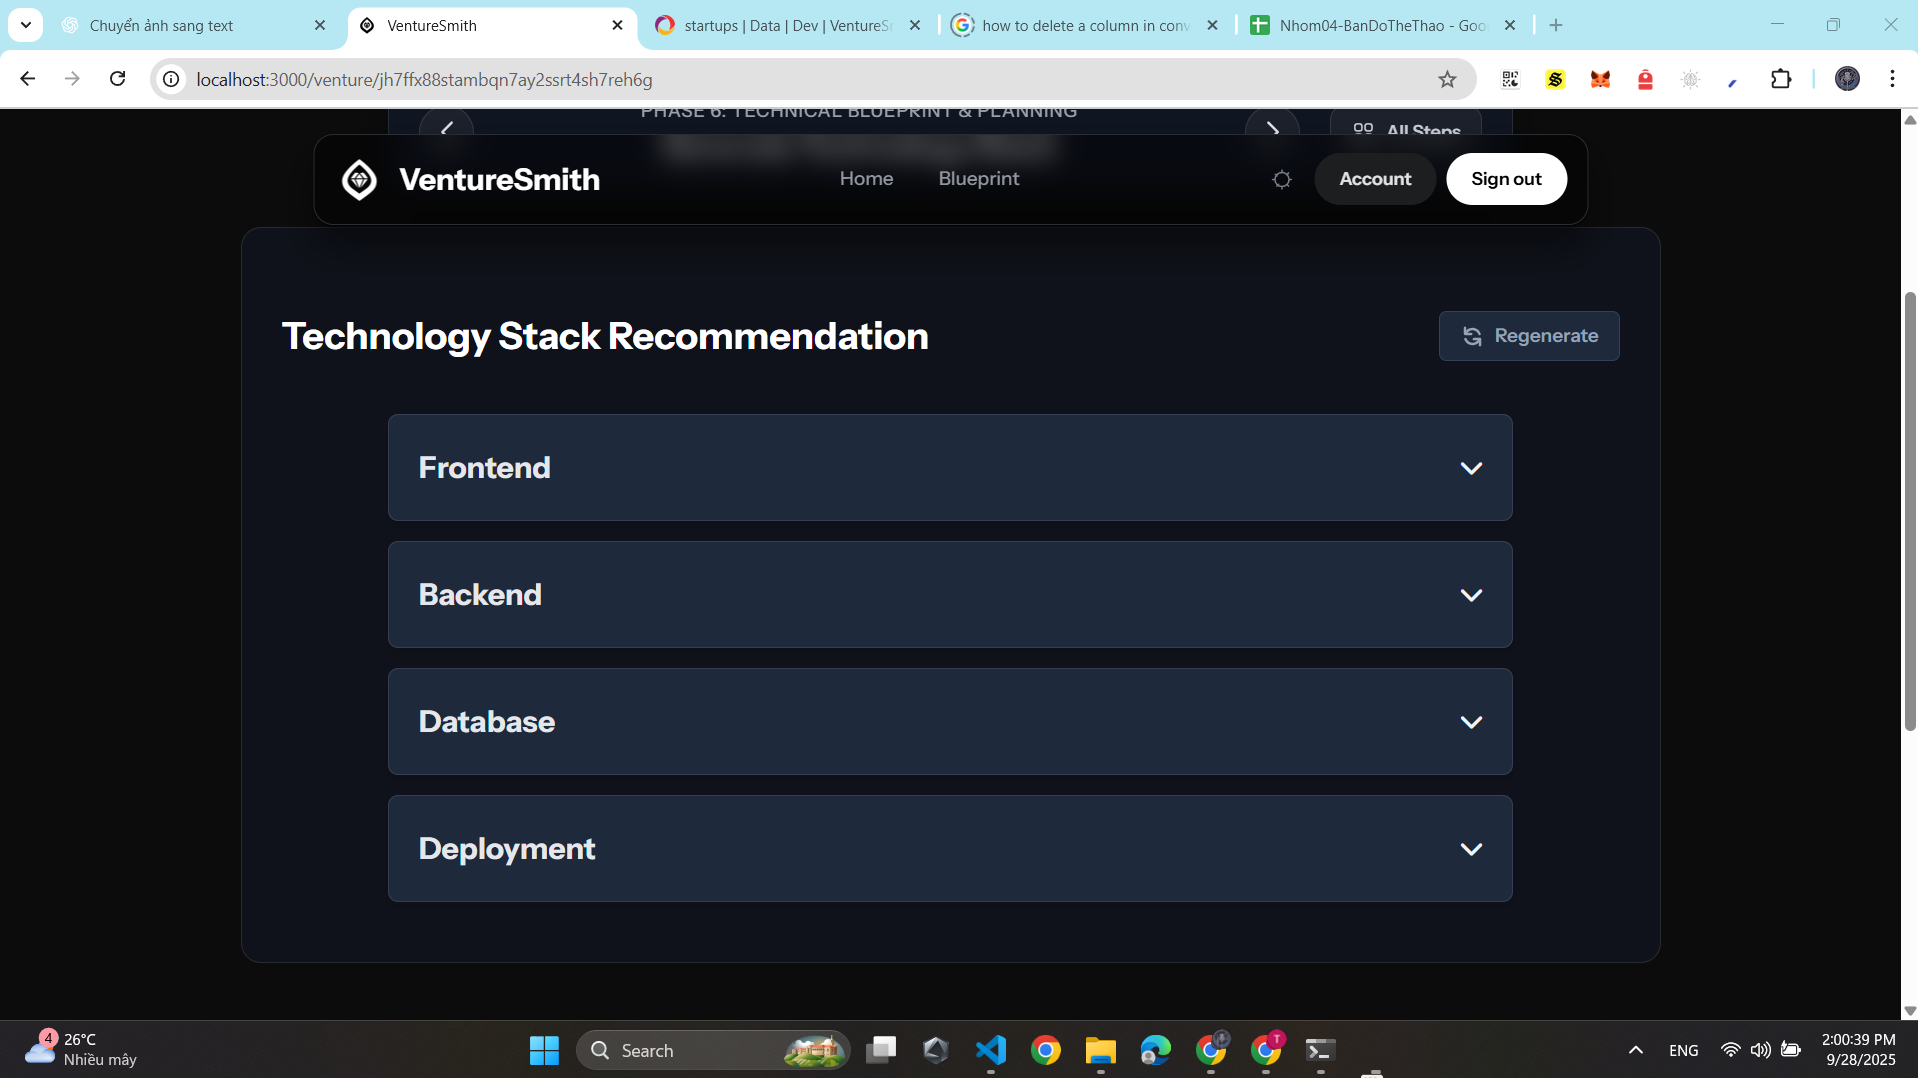 Chuyển ảnh sang text
VentureSmith
startups | Data | Dev | VentureSr
how to delete a column in conv
Nhom04-BanDoTheThao - Goo
localhost:3000/venture/jh7ffx88stambqn7ay2ssrt4sh7reh6g
PHASE 6: TECHNICAL BLUEPRINT & PLANNING
All Steps
VentureSmith
Home
Blueprint
Account
Sign out
Technology Stack Recommendation
Regenerate
Frontend
Backend
Database
Deployment
4
26°C
Nhiều mây
Search
T
ENG
2:00:39 PM
9/28/2025